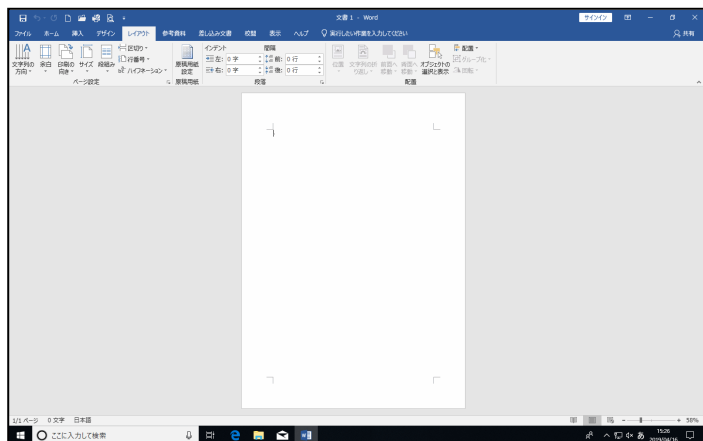 文書 1 - Word
サインイン
ファイル ホーム 挿入 デザイン レイアウト 参考資料 差し込み文書 校閲 表示 ヘルプ 実行したい作業を入力してください 共有
文字列の方向
余白
印刷の向き
サイズ
段組み
区切り
行番号
ハイフネーション
ページ設定
原稿用紙設定
原稿用紙
インデント
左: 0 字
右: 0 字
間隔
前: 0 行
後: 0 行
段落
位置
文字列の折り返し
前面へ移動
背面へ移動
オブジェクトの選択と表示
配置
グループ化
回転
配置
1/1 ページ 0 文字 日本語
58%
ここに入力して検索
あ
15:26
2019/04/16